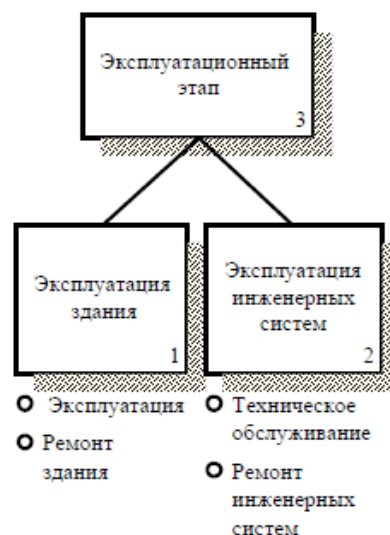 Эксплуатационный
этап
3
Эксплуатация
здания
1
Эксплуатация
инженерных
систем
2
Эксплуатация
Ремонт
здания
Техническое
обслуживание
Ремонт
инженерных
систем